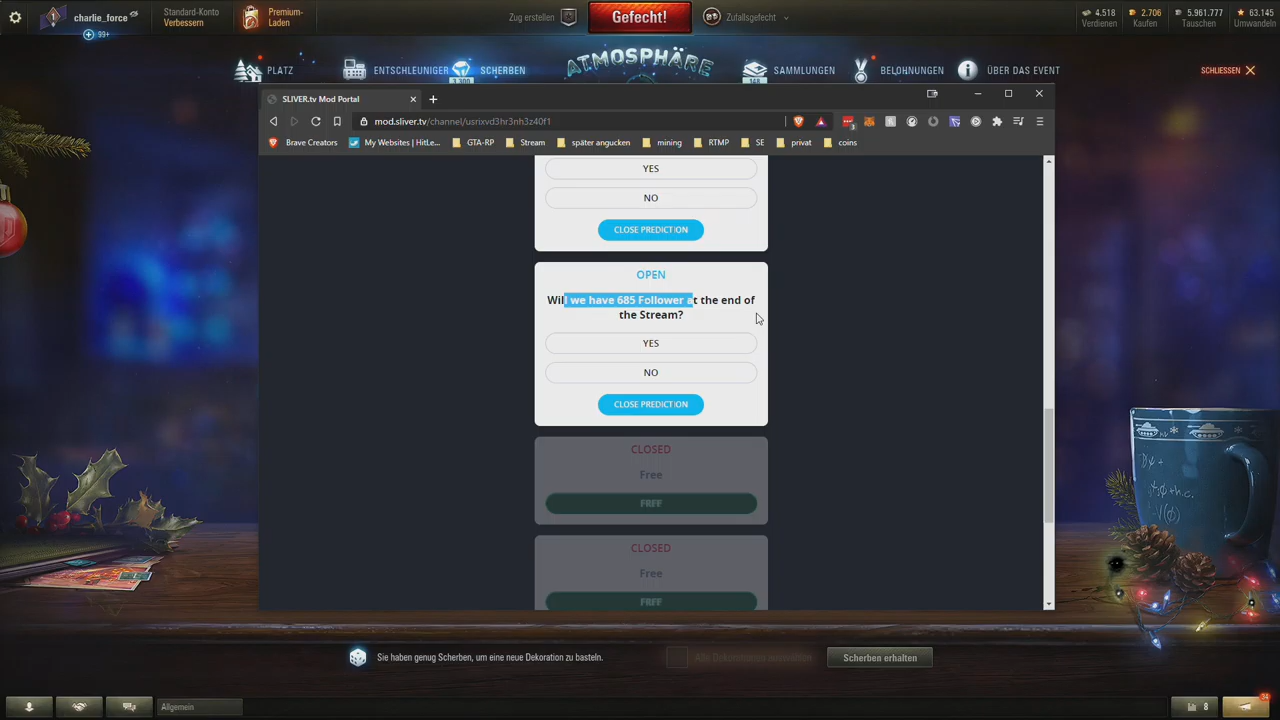 charlie_force
99+
Standard-Konto
Verbessern
Premium-
Laden
Zug erstellen
Gefecht!
Zufallsgefecht
4.518
Verdienen
2.706
Kaufen
5.961.777
Tauschen
63.145
Umwandeln
PLATZ
ENTSCHLEUNIGER
SCHERBEN
3.300
ATMOSPHÄRE
SAMMLUNGEN
168
BELOHNUNGEN
ÜBER DAS EVENT
SCHLIESSEN
SLIVER.tv Mod Portal
mod.sliver.tv/channel/usrixvd3hr3nh3z40f1
Brave Creators
My Websites | HitLe...
GTA-RP
Stream
später angucken
mining
RTMP
SE
privat
coins
YES
NO
CLOSE PREDICTION
OPEN
Will we have 685 Follower at the end of
the Stream?
YES
NO
CLOSE PREDICTION
CLOSED
Free
FREE
CLOSED
Free
FREE
Sie haben genug Scherben, um eine neue Dekoration zu basteln.
Scherben erhalten
Allgemein
8
34